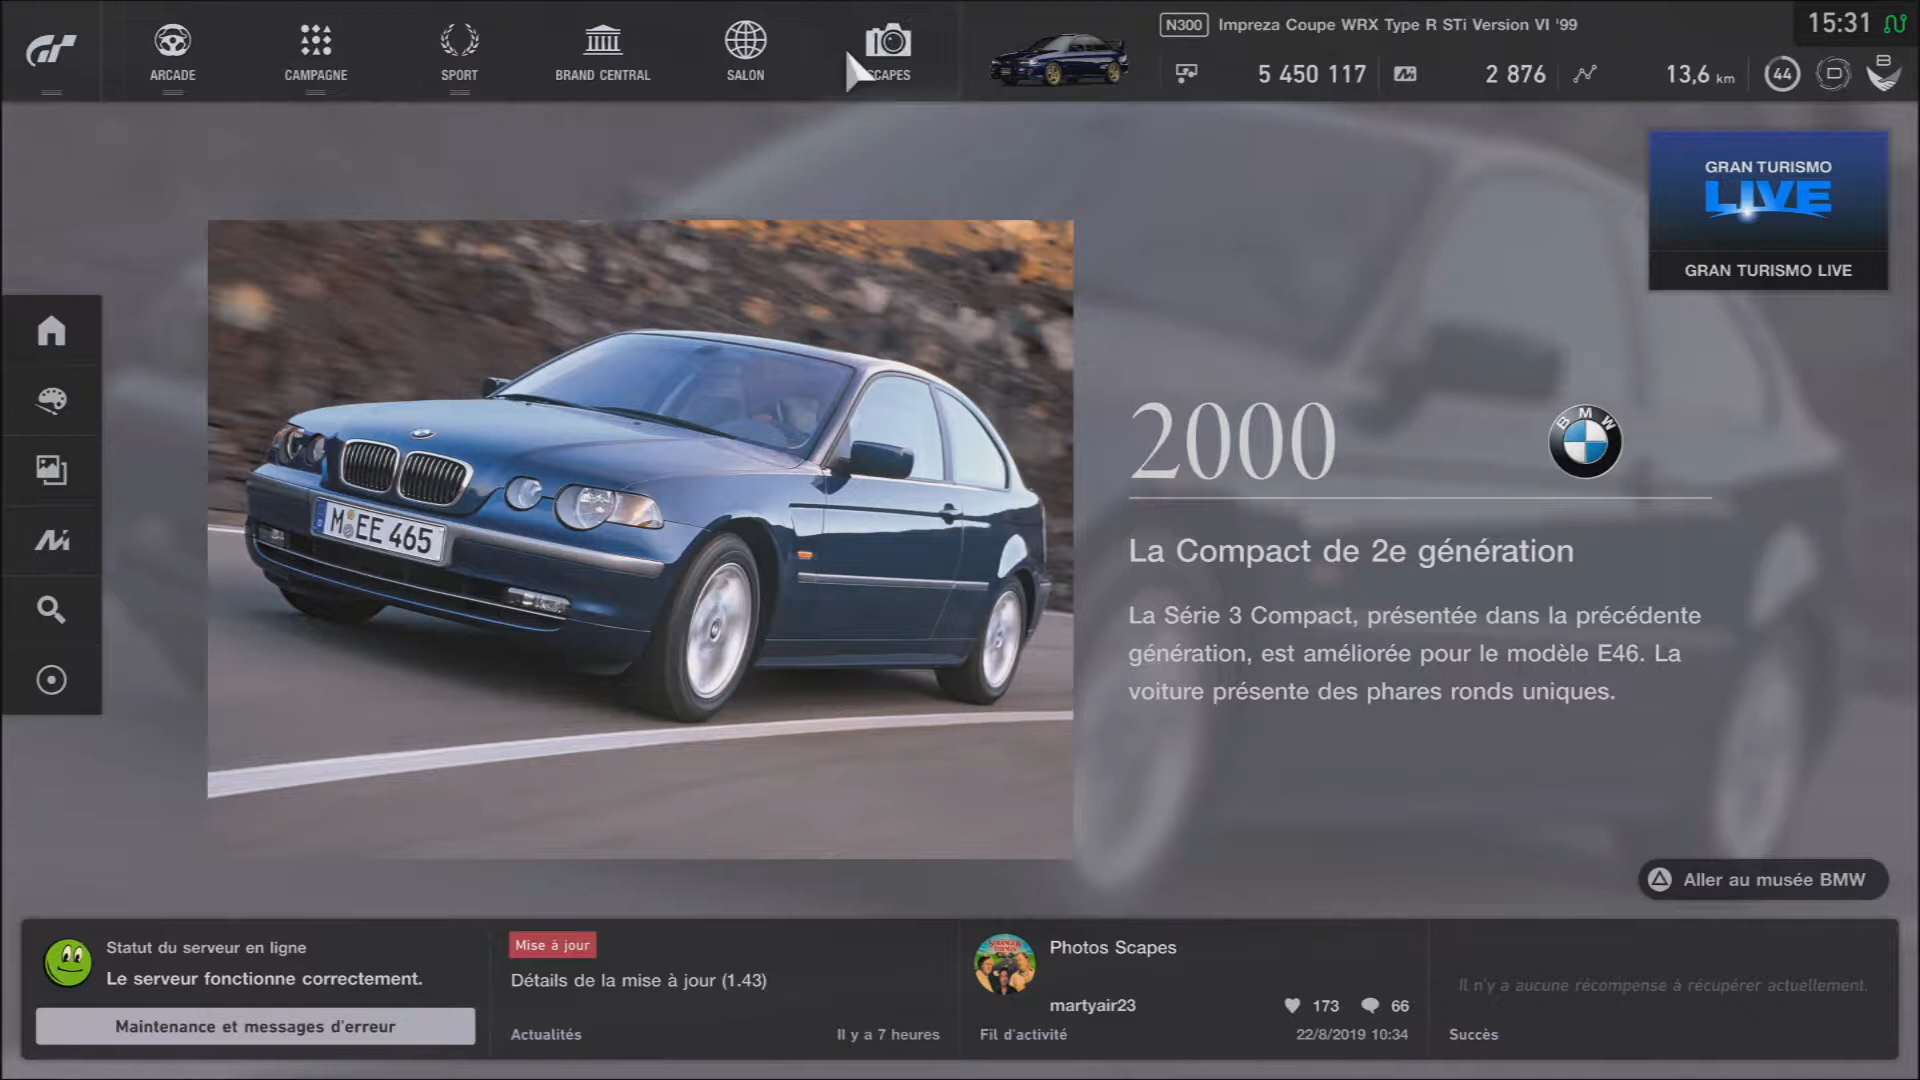 ARCADE
CAMPAGNE
SPORT
BRAND CENTRAL
SALON
CAPES
N300 Impreza Coupe WRX Type R STi Version VI '99
15:31
5 450 117
2 876
13,6 km
44
D
B
GRAN TURISMO
LIVE
GRAN TURISMO LIVE
M EE 465
2000
BMW
La Compact de 2e génération
La Série 3 Compact, présentée dans la précédente
génération, est améliorée pour le modèle E46. La
voiture présente des phares ronds uniques.
Aller au musée BMW
Statut du serveur en ligne
Le serveur fonctionne correctement.
Maintenance et messages d'erreur
Mise à jour
Détails de la mise à jour (1.43)
Actualités
Il y a 7 heures
Photos Scapes
martyair23
173
66
Fil d'activité
22/8/2019 10:34
Il n'y a aucune récompense à récupérer actuellement.
Succès